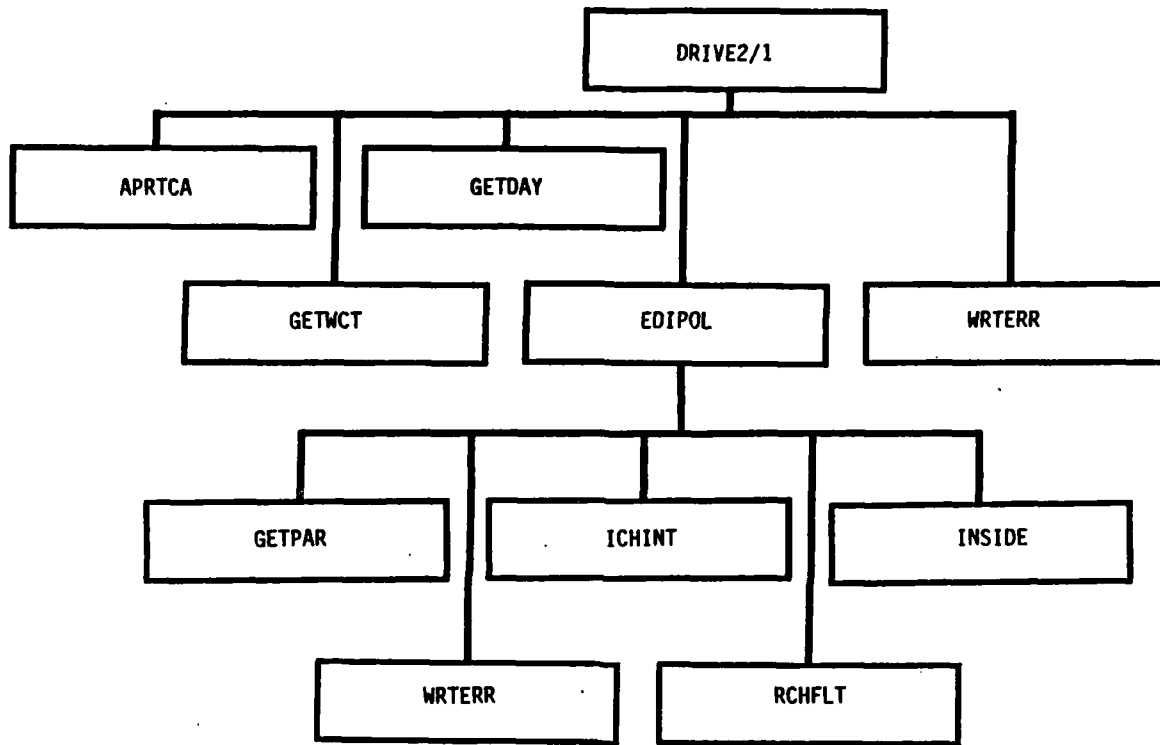 DRIVE2/1
APRTCA
GETDAY
GETWCT
EDIPOL
WRTERR
GETPAR
ICHINT
INSIDE
WRTERR
RCHFLT